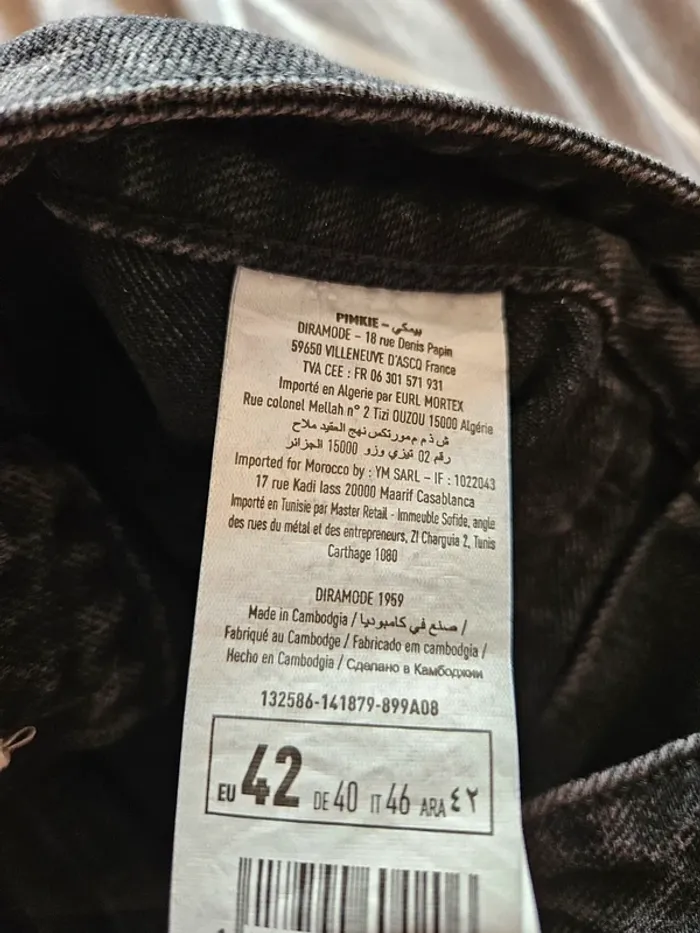 PIMKIE - بيمكي
DIRAMODE - 18 rue Denis Papin
59650 VILLENEUVE D'ASCQ France
TVA CEE : FR 06 301 571 931
Importé en Algerie par EURL MORTEX
Rue colonel Mellah n° 2 Tizi OUZOU 15000 Algérie
ش ذ م م مورتكس نهج العقيد ملاح
رقم 02 تيزي وزو 15000 الجزائر
Imported for Morocco by : YM SARL - IF : 1022043
17 rue Kadi Iass 20000 Maarif Casablanca
Importé en Tunisie par Master Retail - Immeuble Sofide, angle
des rues du métal et des entrepreneurs, ZI Charguia 2, Tunis
Carthage 1080
DIRAMODE 1959
Made in Cambodgia / صنع في كامبوديا /
Fabriqué au Cambodge / Fabricado em cambodgia /
Hecho en Cambodgia / Сделано в Камбоджии
132586-141879-899A08
EU 42 DE 40 IT 46 ARA ٤٢